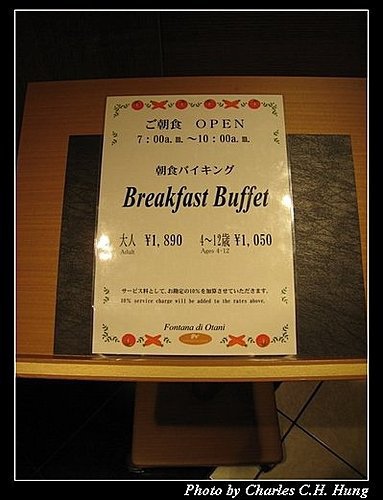 ご朝食 OPEN
7:00a.m.~10:00a.m.
朝食バイキング
Breakfast Buffet
大人 ¥1,890 4~12歳 ¥1,050
Adult Ages 4-12
サービス料として、お勘定の10%を加算させていただきます。
10% service charge will be added to the rates above.
Fontana di Otani
Photo by Charles C.H. Hung